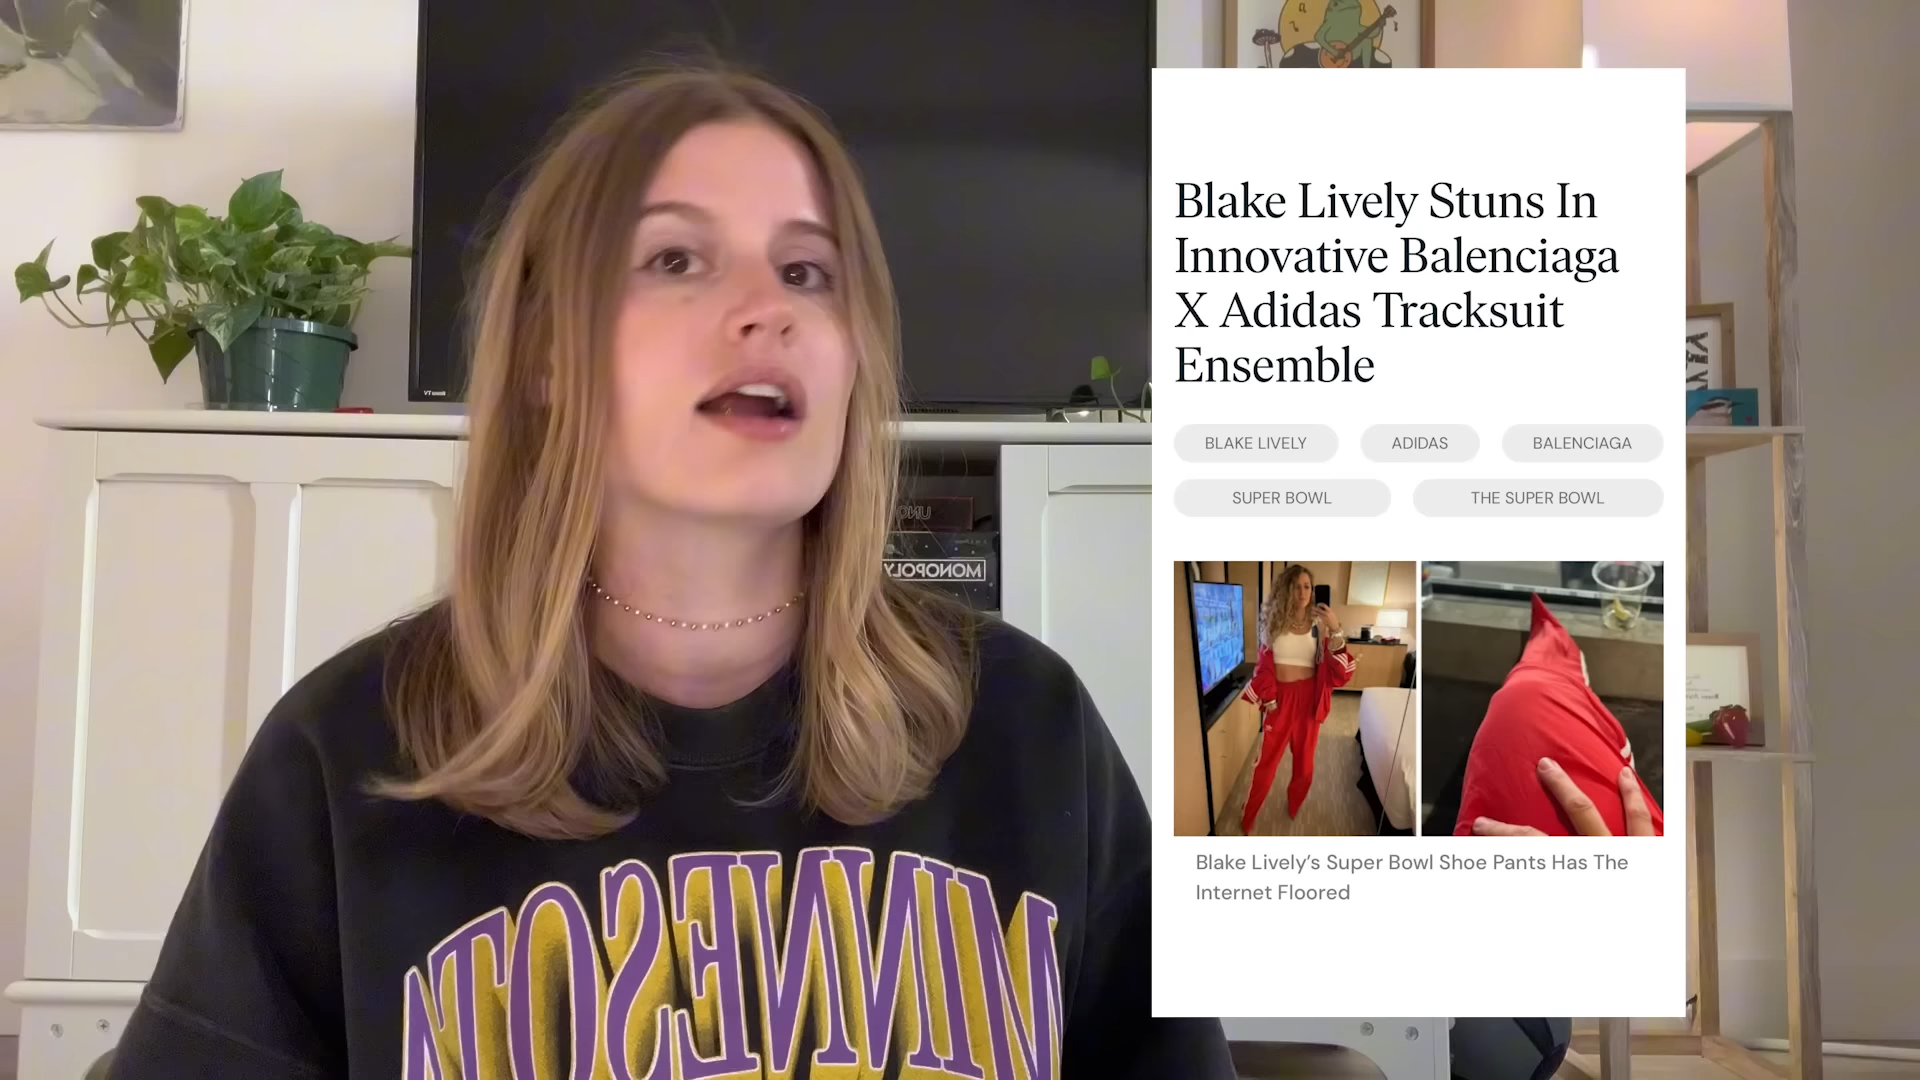 Blake Lively Stuns In
Innovative Balenciaga
X Adidas Tracksuit
Ensemble
BLAKE LIVELY
ADIDAS
BALENCIAGA
SUPER BOWL
THE SUPER BOWL
Blake Lively's Super Bowl Shoe Pants Has The
Internet Floored
UNO
MONOPOLY
MINNESOTA